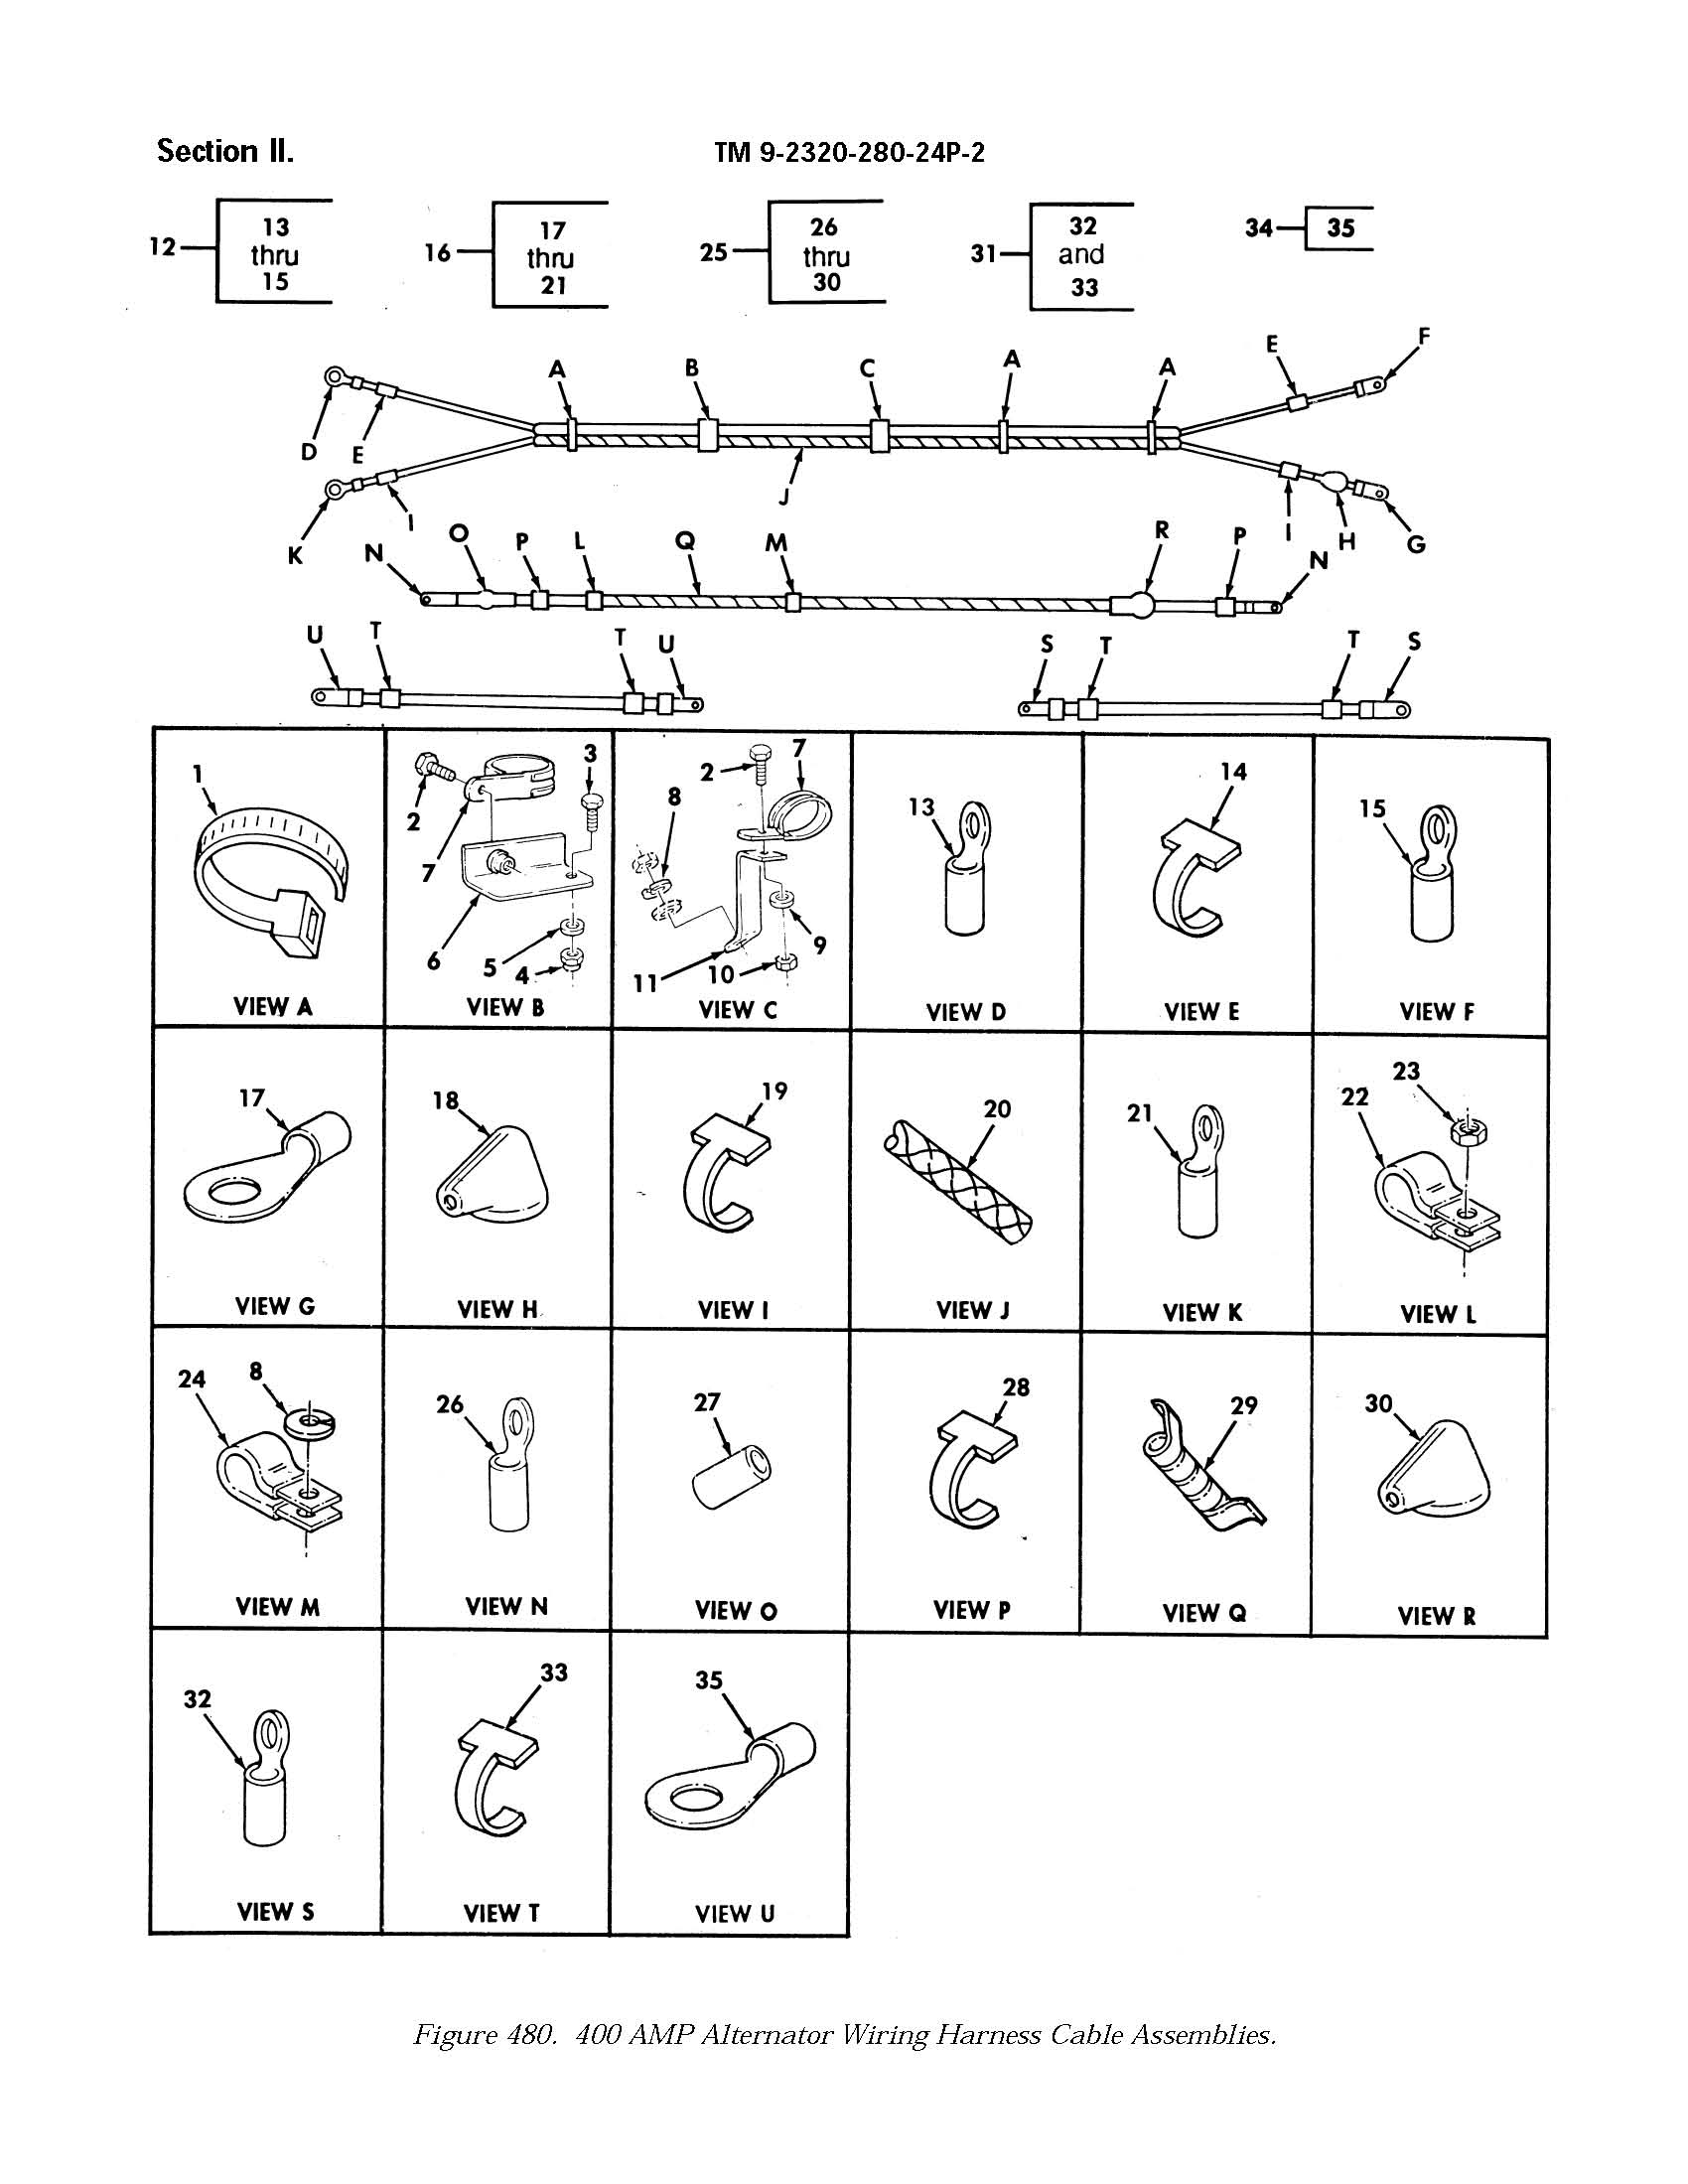 Section II.
TM 9-2320-280-24P-2
12 13 thru 15
16 17 thru 21
25 26 thru 30
31 32 and 33
34 35
A B C A A E F
D E
J
K I I H G
N O P L Q M R P N
U T T U S T T S
1
VIEW A
2 7 3 6 5 4
VIEW B
2 7 8 9 10 11
VIEW C
13
VIEW D
14
VIEW E
15
VIEW F
17
VIEW G
18
VIEW H
19
VIEW I
20
VIEW J
21
VIEW K
23
22
VIEW L
24 8
VIEW M
26
VIEW N
27
VIEW O
28
VIEW P
29
VIEW Q
30
VIEW R
32
VIEW S
33
VIEW T
35
VIEW U
Figure 480. 400 AMP Alternator Wiring Harness Cable Assemblies.